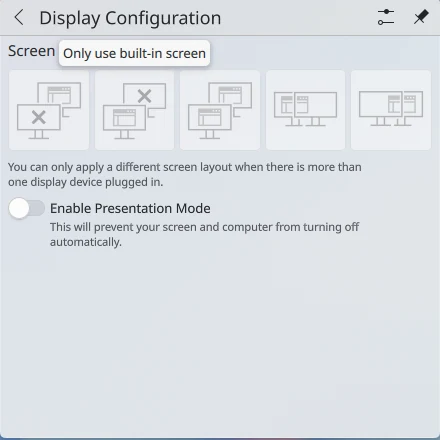 Display Configuration
Screen
Only use built-in screen
You can only apply a different screen layout when there is more than
one display device plugged in.
Enable Presentation Mode
This will prevent your screen and computer from turning off
automatically.